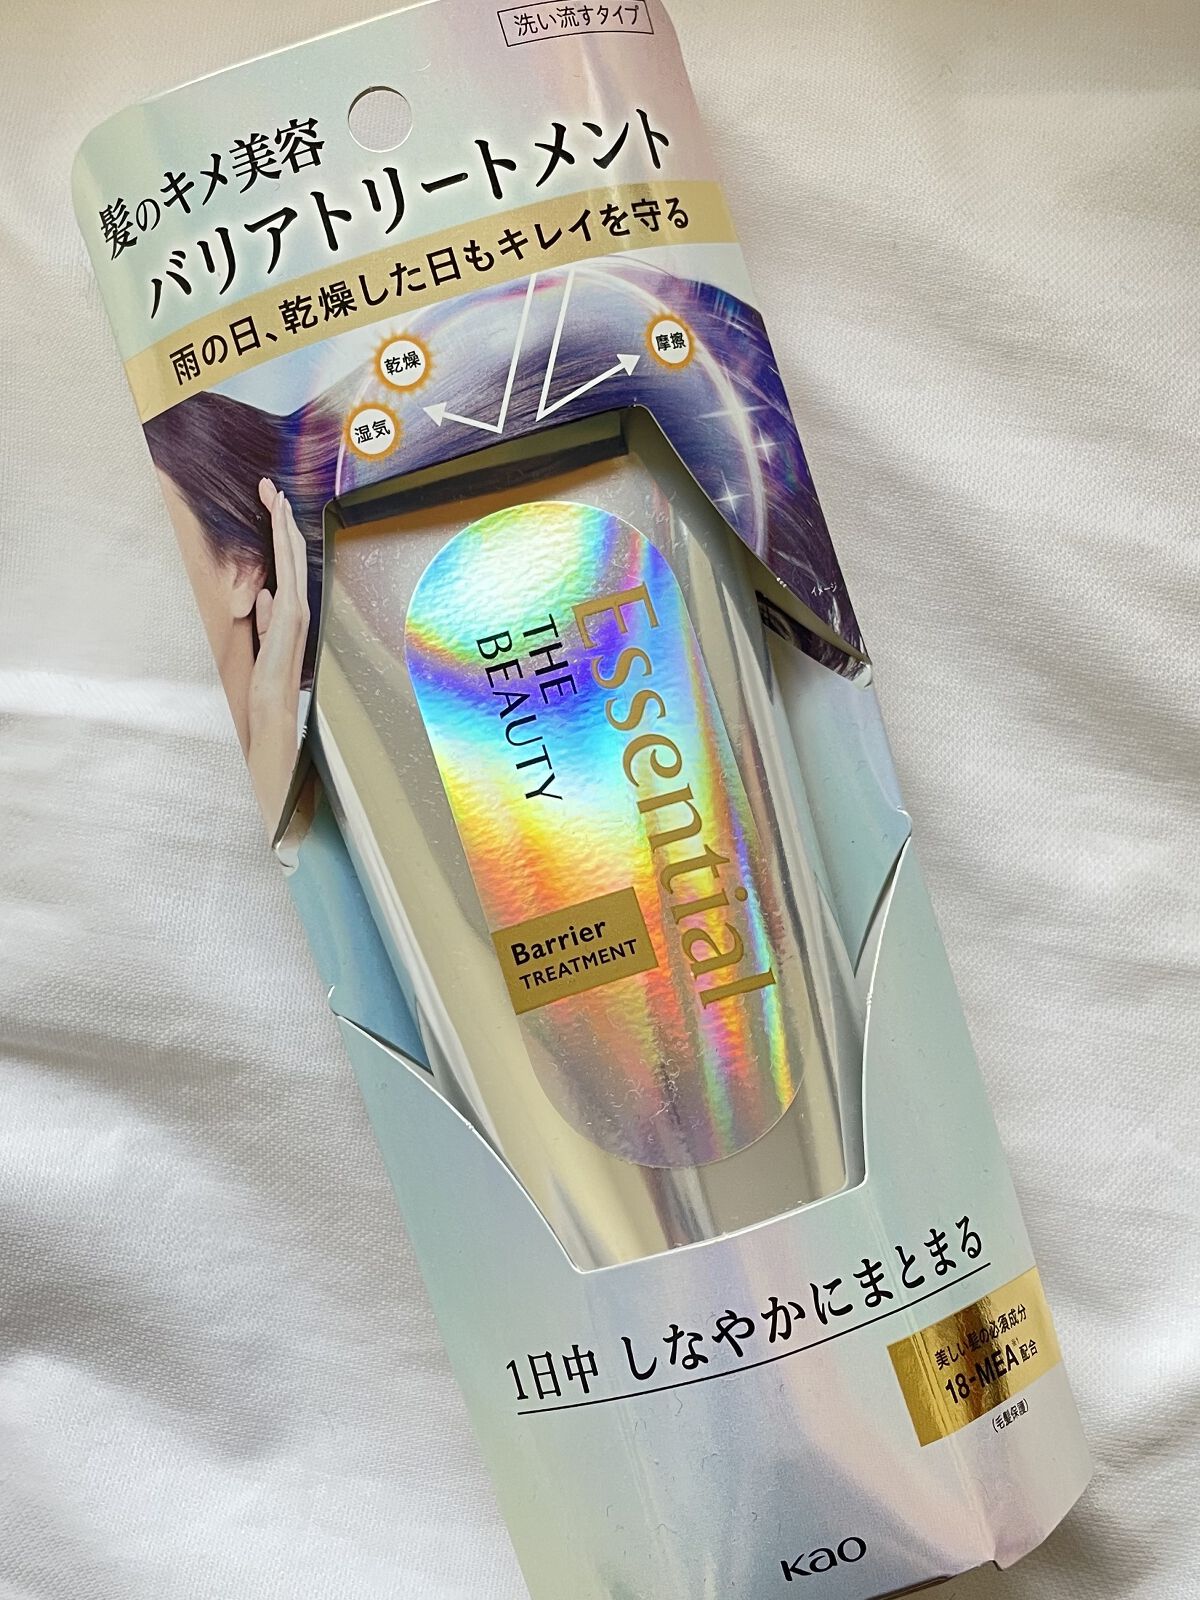 洗い流すタイプ
髪のキメ美容
バリアトリートメント
雨の日、乾燥した日もキレイを守る
乾燥
湿気
摩擦
イメージ
Essential
THE
BEAUTY
Barrier
TREATMENT
1日中 しなやかにまとまる
美しい髪の必須成分
18-MEA※1配合
(毛髪保護)
Kao